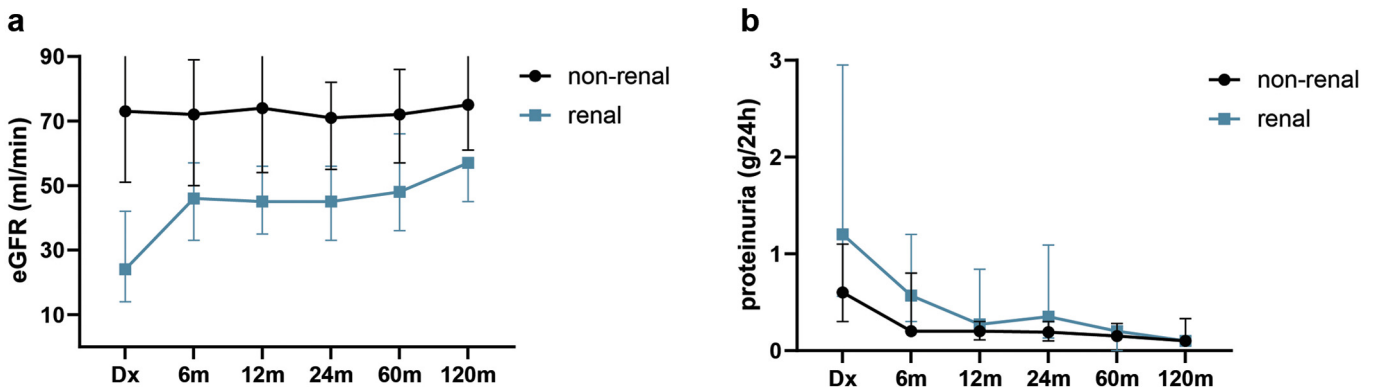 a
90
70
50
30
10
eGFR (ml/min)
Dx 6m 12m 24m 60m 120m
non-renal
renal
b
3
2
1
0
proteinuria (g/24h)
Dx 6m 12m 24m 60m 120m
non-renal
renal